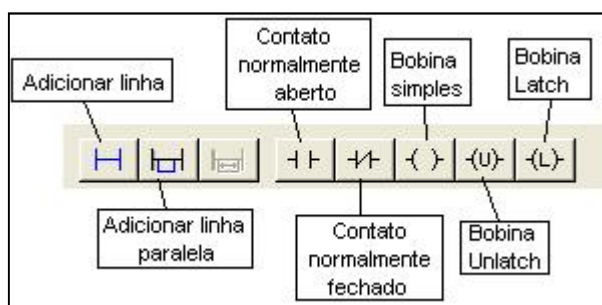 Contato
normalmente
aberto
Bobina
simples
Bobina
Latch
Adicionar linha
(U)
(L)
Adicionar linha
paralela
Contato
normalmente
fechado
Bobina
Unlatch